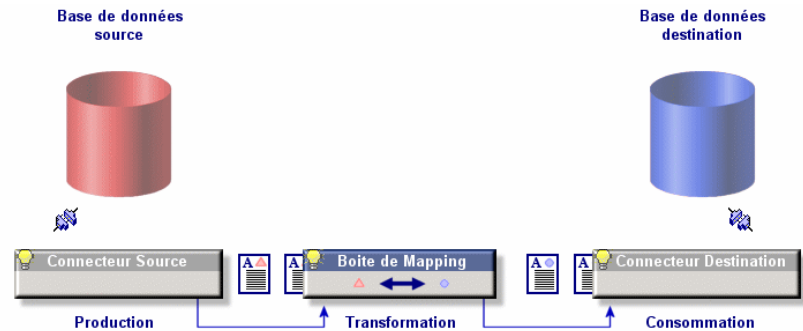 Base de données
source
Base de données
destination
Connecteur Source
A
A
Boite de Mapping
A
A
Connecteur Destination
Production
Transformation
Consommation